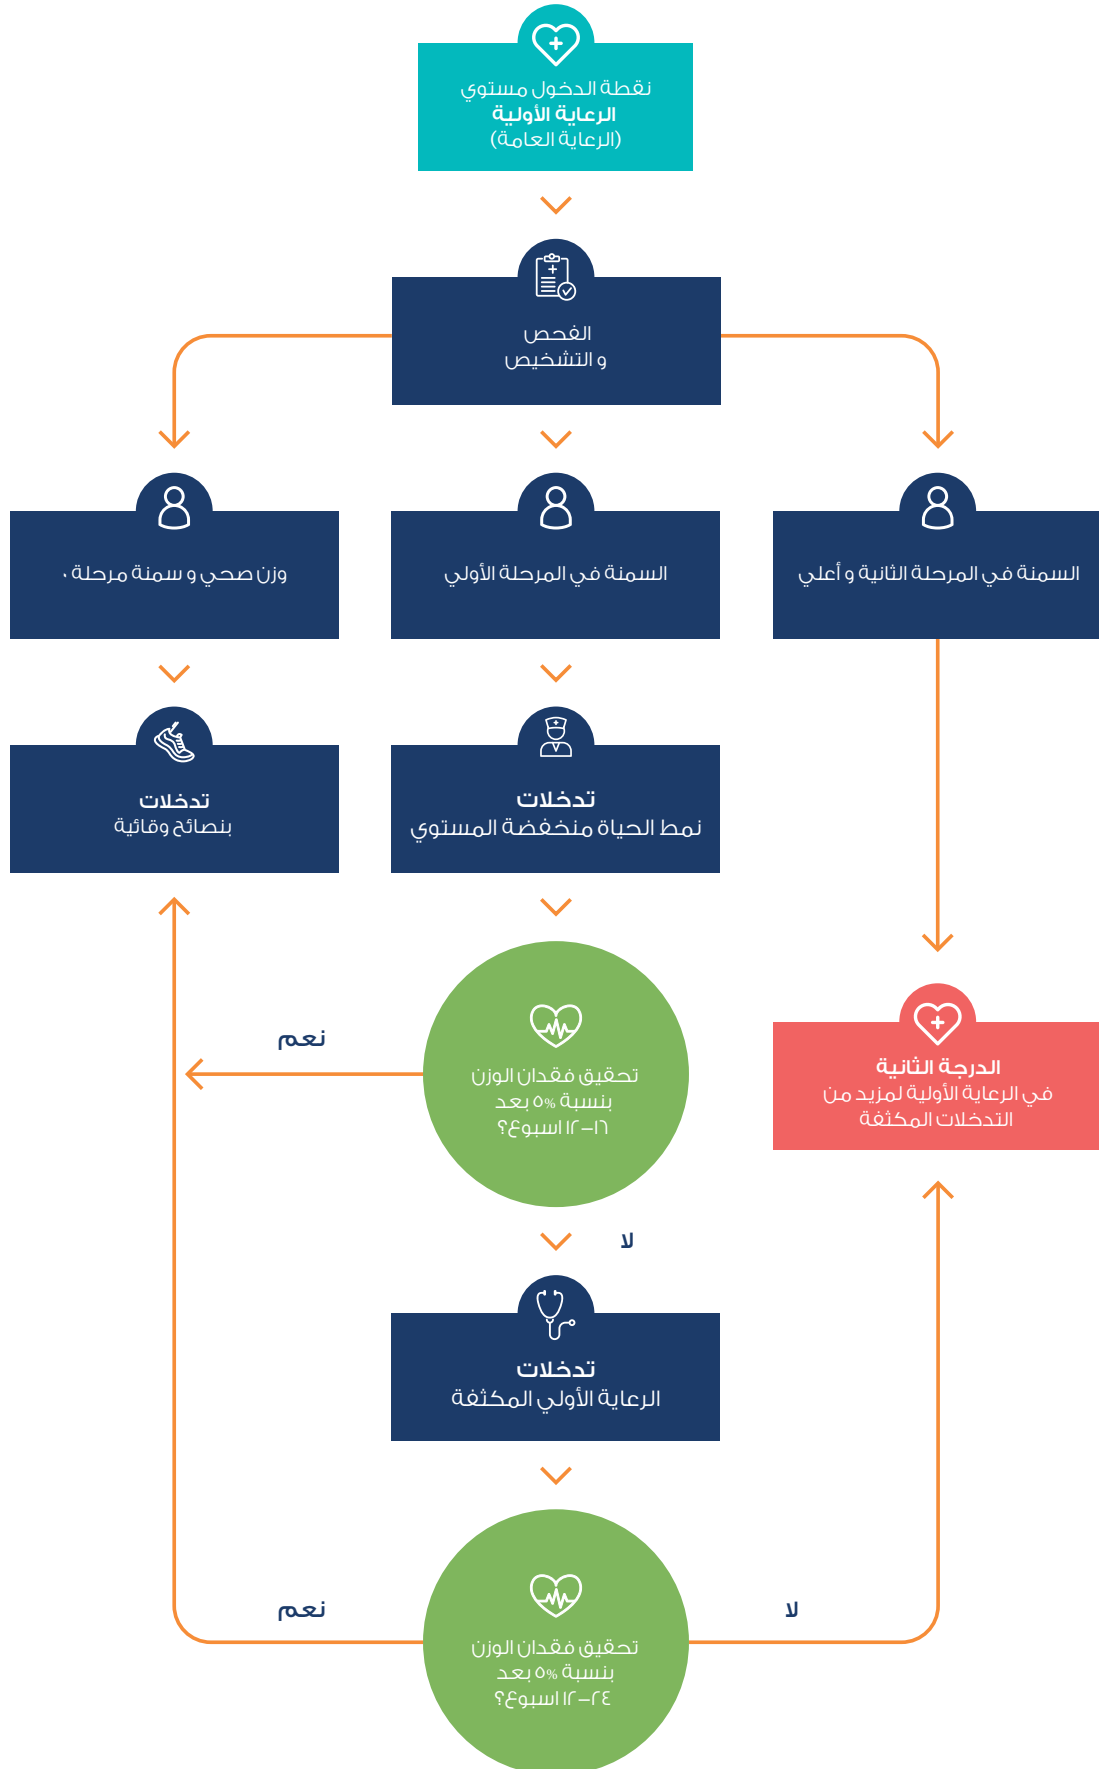 نقطة الدخول مستوي
الرعاية الأولية
(الرعاية العامة)
الفحص
و التشخيص
السمنة في المرحلة الثانية و أعلي
السمنة في المرحلة الأولي
وزن صحي و سمنة مرحلة ٠
تدخلات
نمط الحياة منخفضة المستوي
تدخلات
بنصائح وقائية
تحقيق فقدان الوزن
بنسبة ٥% بعد
١٦–١٢ اسبوع؟
نعم
لا
الدرجة الثانية
في الرعاية الأولية لمزيد من
التدخلات المكثفة
تدخلات
الرعاية الأولي المكثفة
تحقيق فقدان الوزن
بنسبة ٥% بعد
٢٤–١٢ اسبوع؟
لا
نعم